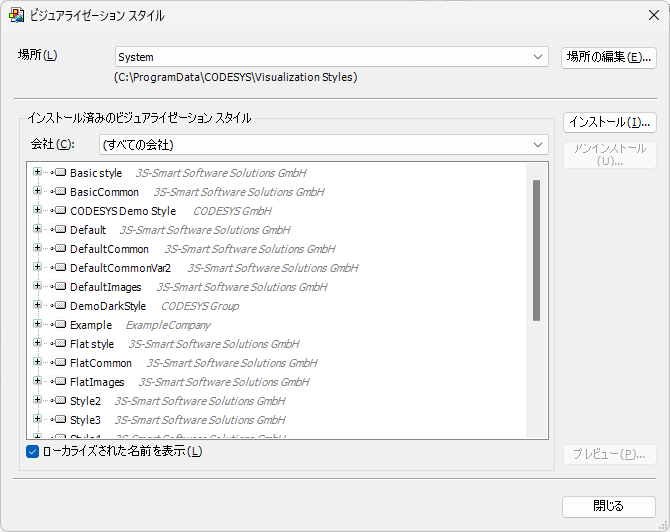 ビジュアライゼーション スタイル
場所(L)
System
場所の編集(E)...
(C:\ProgramData\CODESYS\Visualization Styles)
インストール済みのビジュアライゼーション スタイル
インストール(I)...
会社(C):
(すべての会社)
アンインストール
(U)...
Basic style 3S-Smart Software Solutions GmbH
BasicCommon 3S-Smart Software Solutions GmbH
CODESYS Demo Style CODESYS GmbH
Default 3S-Smart Software Solutions GmbH
DefaultCommon 3S-Smart Software Solutions GmbH
DefaultCommonVar2 3S-Smart Software Solutions GmbH
DefaultImages 3S-Smart Software Solutions GmbH
DemoDarkStyle CODESYS Group
Example ExampleCompany
Flat style 3S-Smart Software Solutions GmbH
FlatCommon 3S-Smart Software Solutions GmbH
FlatImages 3S-Smart Software Solutions GmbH
Style2 3S-Smart Software Solutions GmbH
Style3 3S-Smart Software Solutions GmbH
Style4 3S-Smart Software Solutions GmbH
ローカライズされた名前を表示(L)
プレビュー(P)...
閉じる